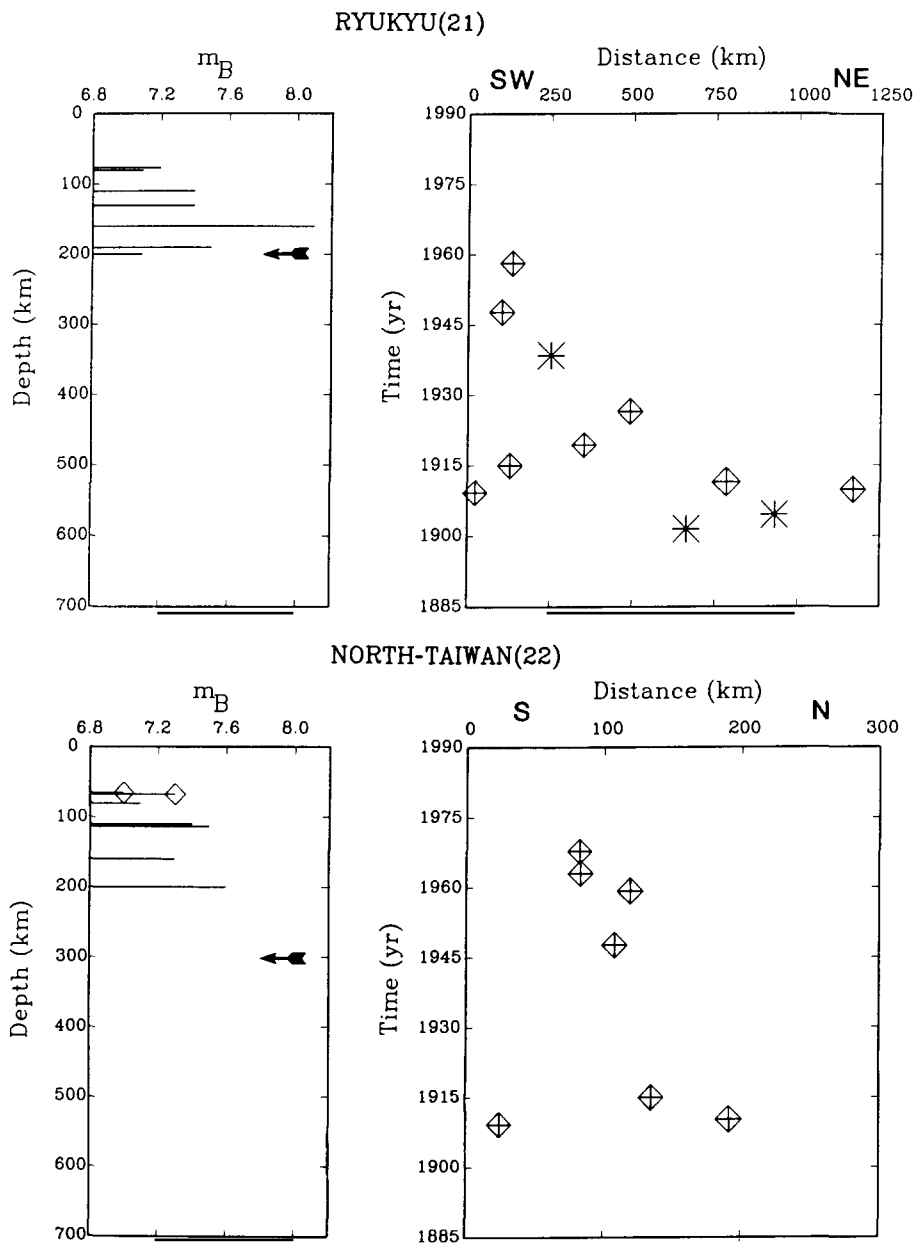 RYUKYU(21)
m_B
6.8 7.2 7.6 8.0
Depth (km)
0
100
200
300
400
500
600
700
Distance (km)
SW NE
0 250 500 750 1000 1250
Time (yr)
1990
1975
1960
1945
1930
1915
1900
1885
NORTH-TAIWAN(22)
m_B
6.8 7.2 7.6 8.0
Depth (km)
0
100
200
300
400
500
600
700
Distance (km)
S N
0 100 200 300
Time (yr)
1990
1975
1960
1945
1930
1915
1900
1885